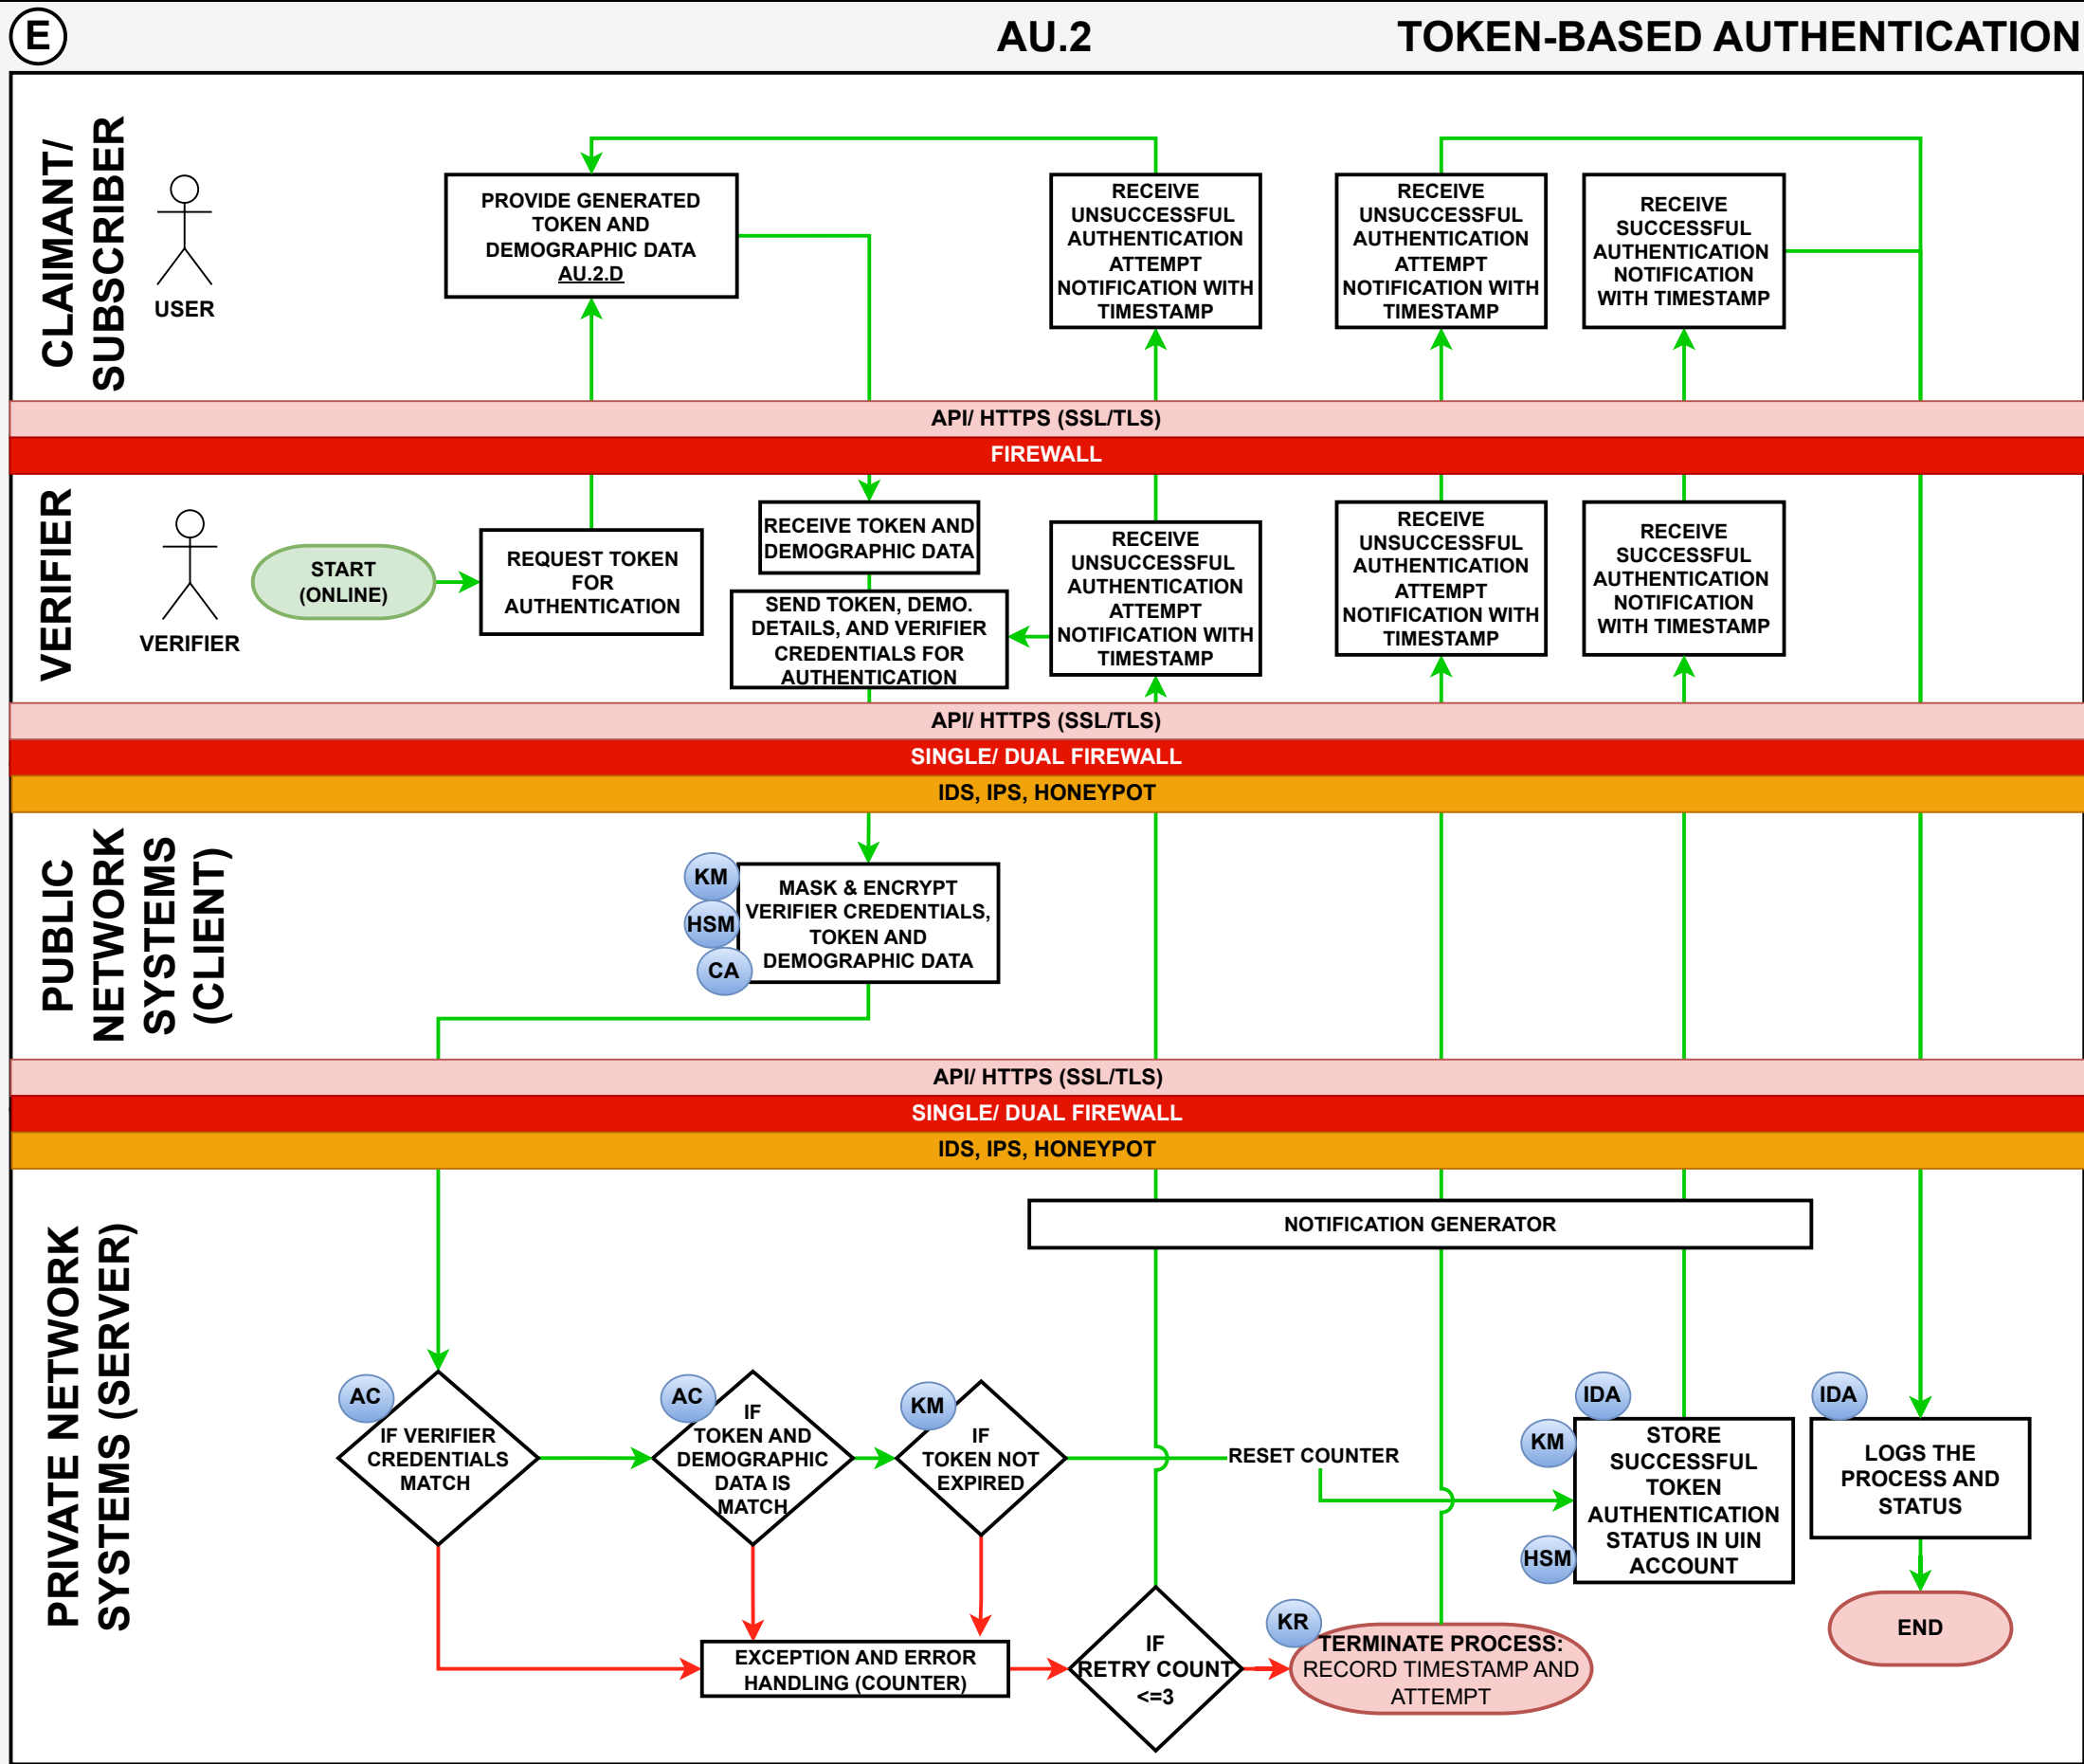 E
AU.2
TOKEN-BASED AUTHENTICATION
CLAIMANT/
SUBSCRIBER
USER
PROVIDE GENERATED
TOKEN AND
DEMOGRAPHIC DATA
AU.2.D
RECEIVE
UNSUCCESSFUL
AUTHENTICATION
ATTEMPT
NOTIFICATION WITH
TIMESTAMP
RECEIVE
UNSUCCESSFUL
AUTHENTICATION
ATTEMPT
NOTIFICATION WITH
TIMESTAMP
RECEIVE
SUCCESSFUL
AUTHENTICATION
NOTIFICATION
WITH TIMESTAMP
API/ HTTPS (SSL/TLS)
FIREWALL
VERIFIER
VERIFIER
START
(ONLINE)
REQUEST TOKEN
FOR
AUTHENTICATION
RECEIVE TOKEN AND
DEMOGRAPHIC DATA
SEND TOKEN, DEMO.
DETAILS, AND VERIFIER
CREDENTIALS FOR
AUTHENTICATION
RECEIVE
UNSUCCESSFUL
AUTHENTICATION
ATTEMPT
NOTIFICATION WITH
TIMESTAMP
RECEIVE
UNSUCCESSFUL
AUTHENTICATION
ATTEMPT
NOTIFICATION WITH
TIMESTAMP
RECEIVE
SUCCESSFUL
AUTHENTICATION
NOTIFICATION
WITH TIMESTAMP
API/ HTTPS (SSL/TLS)
SINGLE/ DUAL FIREWALL
IDS, IPS, HONEYPOT
PUBLIC
NETWORK
SYSTEMS
(CLIENT)
KM
HSM
CA
MASK & ENCRYPT
VERIFIER CREDENTIALS,
TOKEN AND
DEMOGRAPHIC DATA
API/ HTTPS (SSL/TLS)
SINGLE/ DUAL FIREWALL
IDS, IPS, HONEYPOT
PRIVATE NETWORK
SYSTEMS (SERVER)
NOTIFICATION GENERATOR
AC
IF VERIFIER
CREDENTIALS
MATCH
AC
IF
TOKEN AND
DEMOGRAPHIC
DATA IS
MATCH
KM
IF
TOKEN NOT
EXPIRED
RESET COUNTER
IDA
KM
HSM
STORE
SUCCESSFUL
TOKEN
AUTHENTICATION
STATUS IN UIN
ACCOUNT
IDA
LOGS THE
PROCESS AND
STATUS
EXCEPTION AND ERROR
HANDLING (COUNTER)
IF
RETRY COUNT
<=3
KR
TERMINATE PROCESS:
RECORD TIMESTAMP AND
ATTEMPT
END